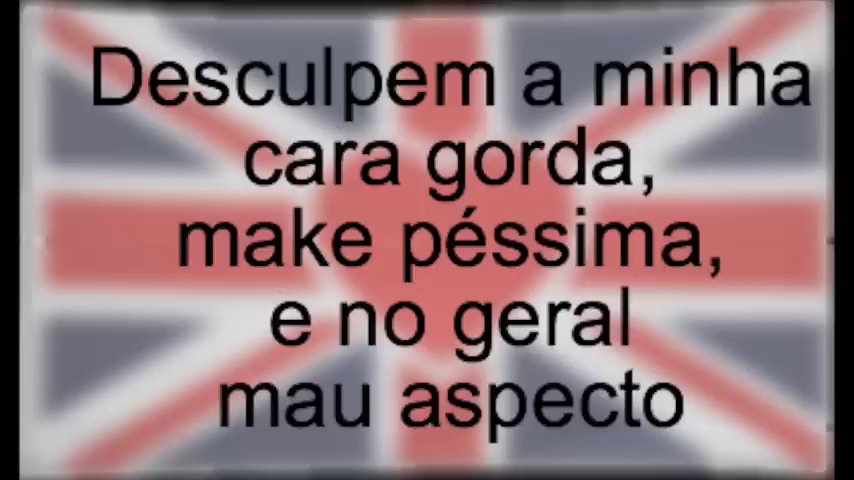 Desculpem a minha
cara gorda,
make péssima,
e no geral
mau aspecto